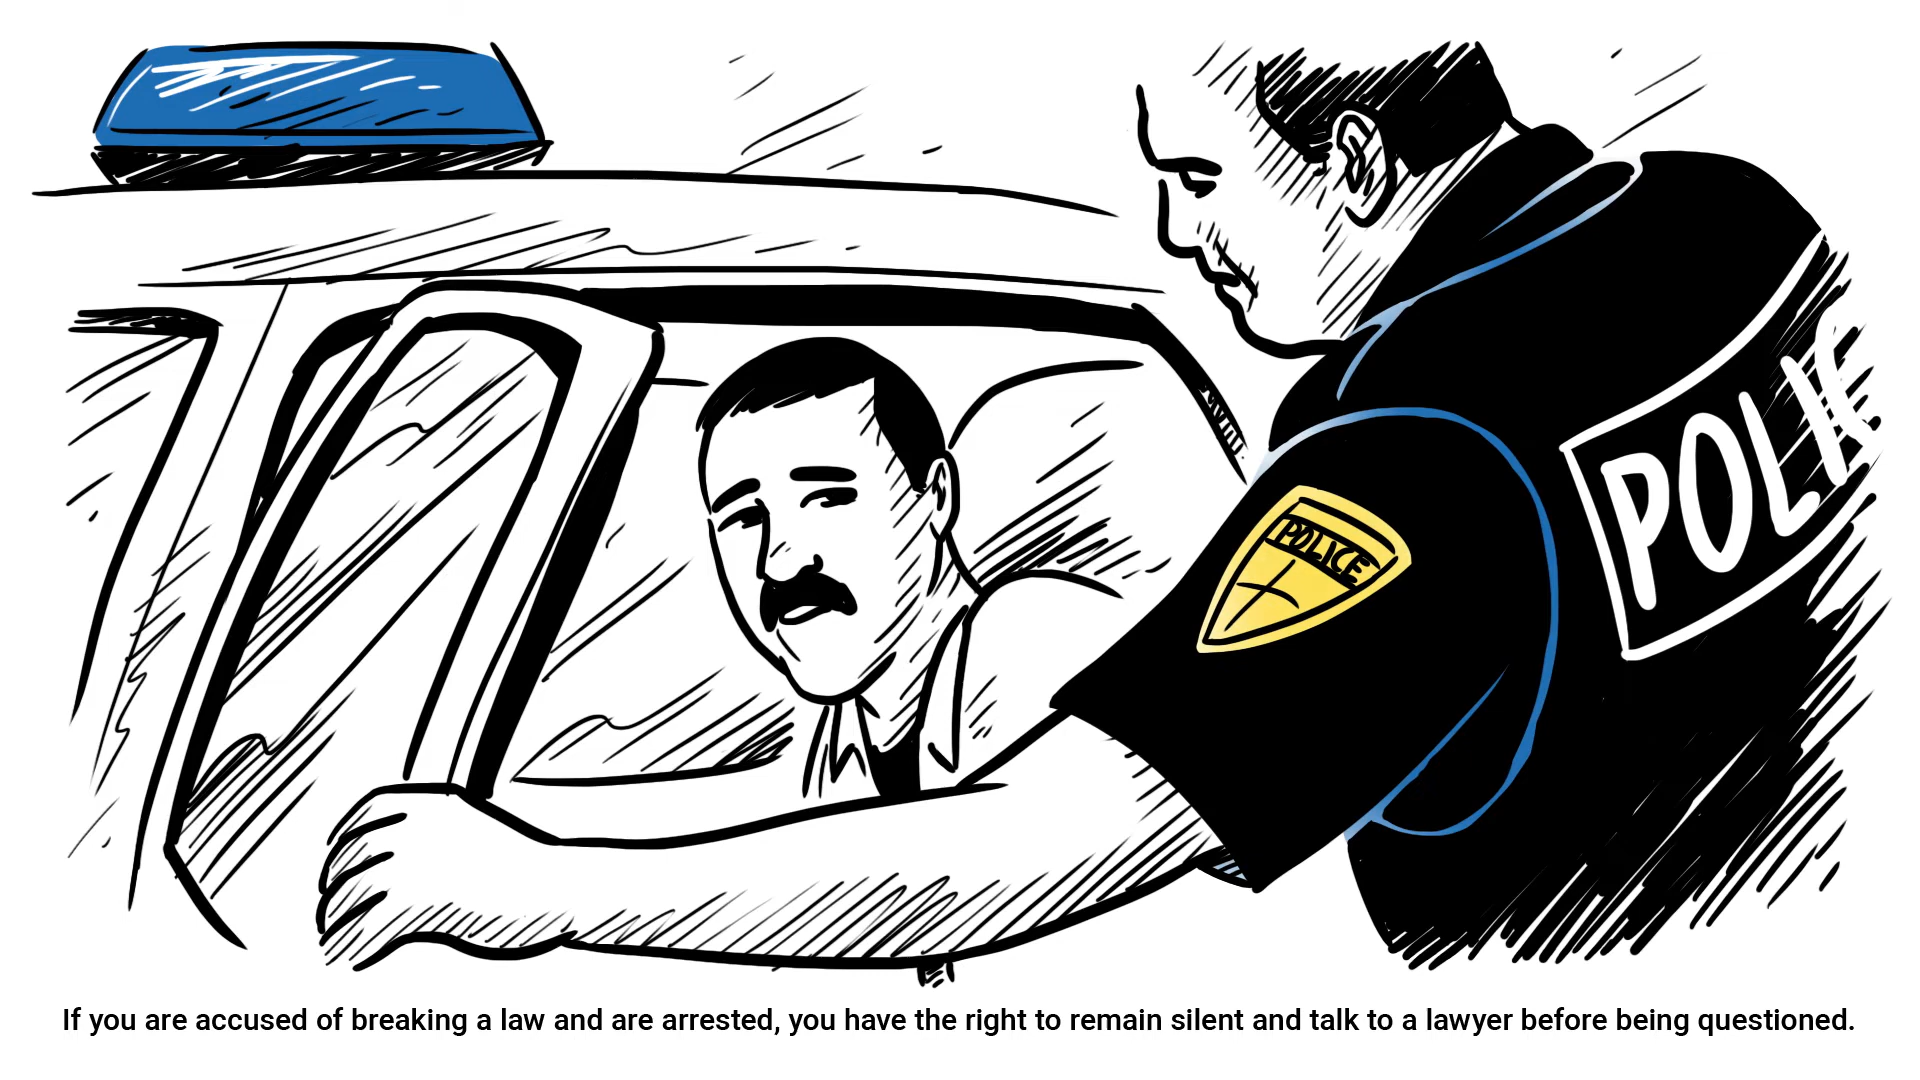 POLICE
POLI
If you are accused of breaking a law and are arrested, you have the right to remain silent and talk to a lawyer before being questioned.